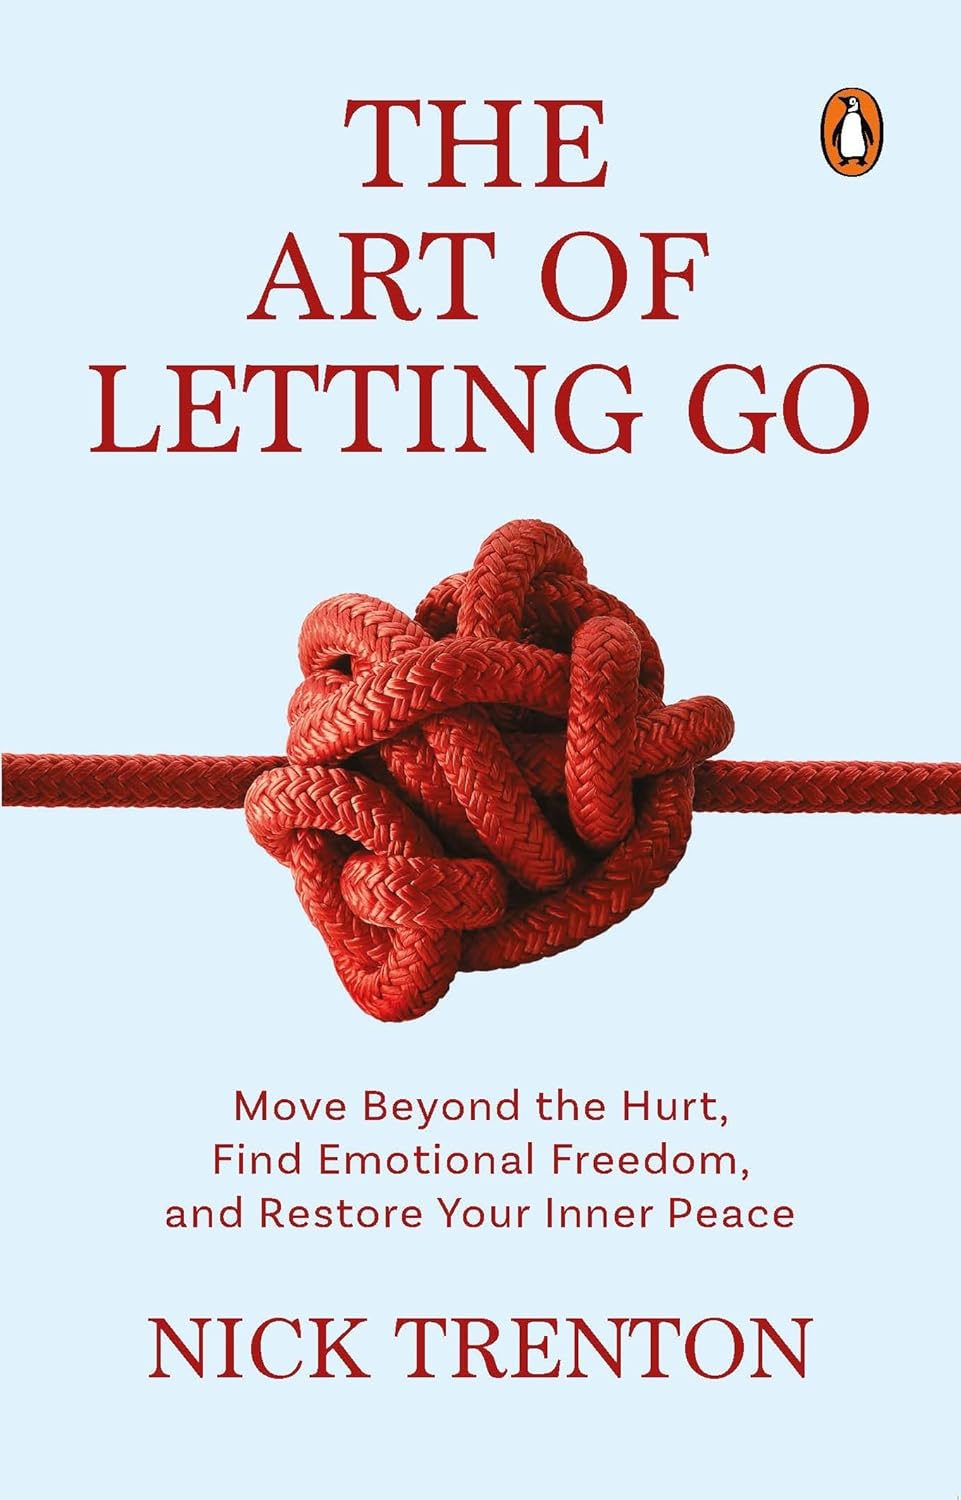 THE
ART OF
LETTING GO
Move Beyond the Hurt,
Find Emotional Freedom,
and Restore Your Inner Peace
NICK TRENTON